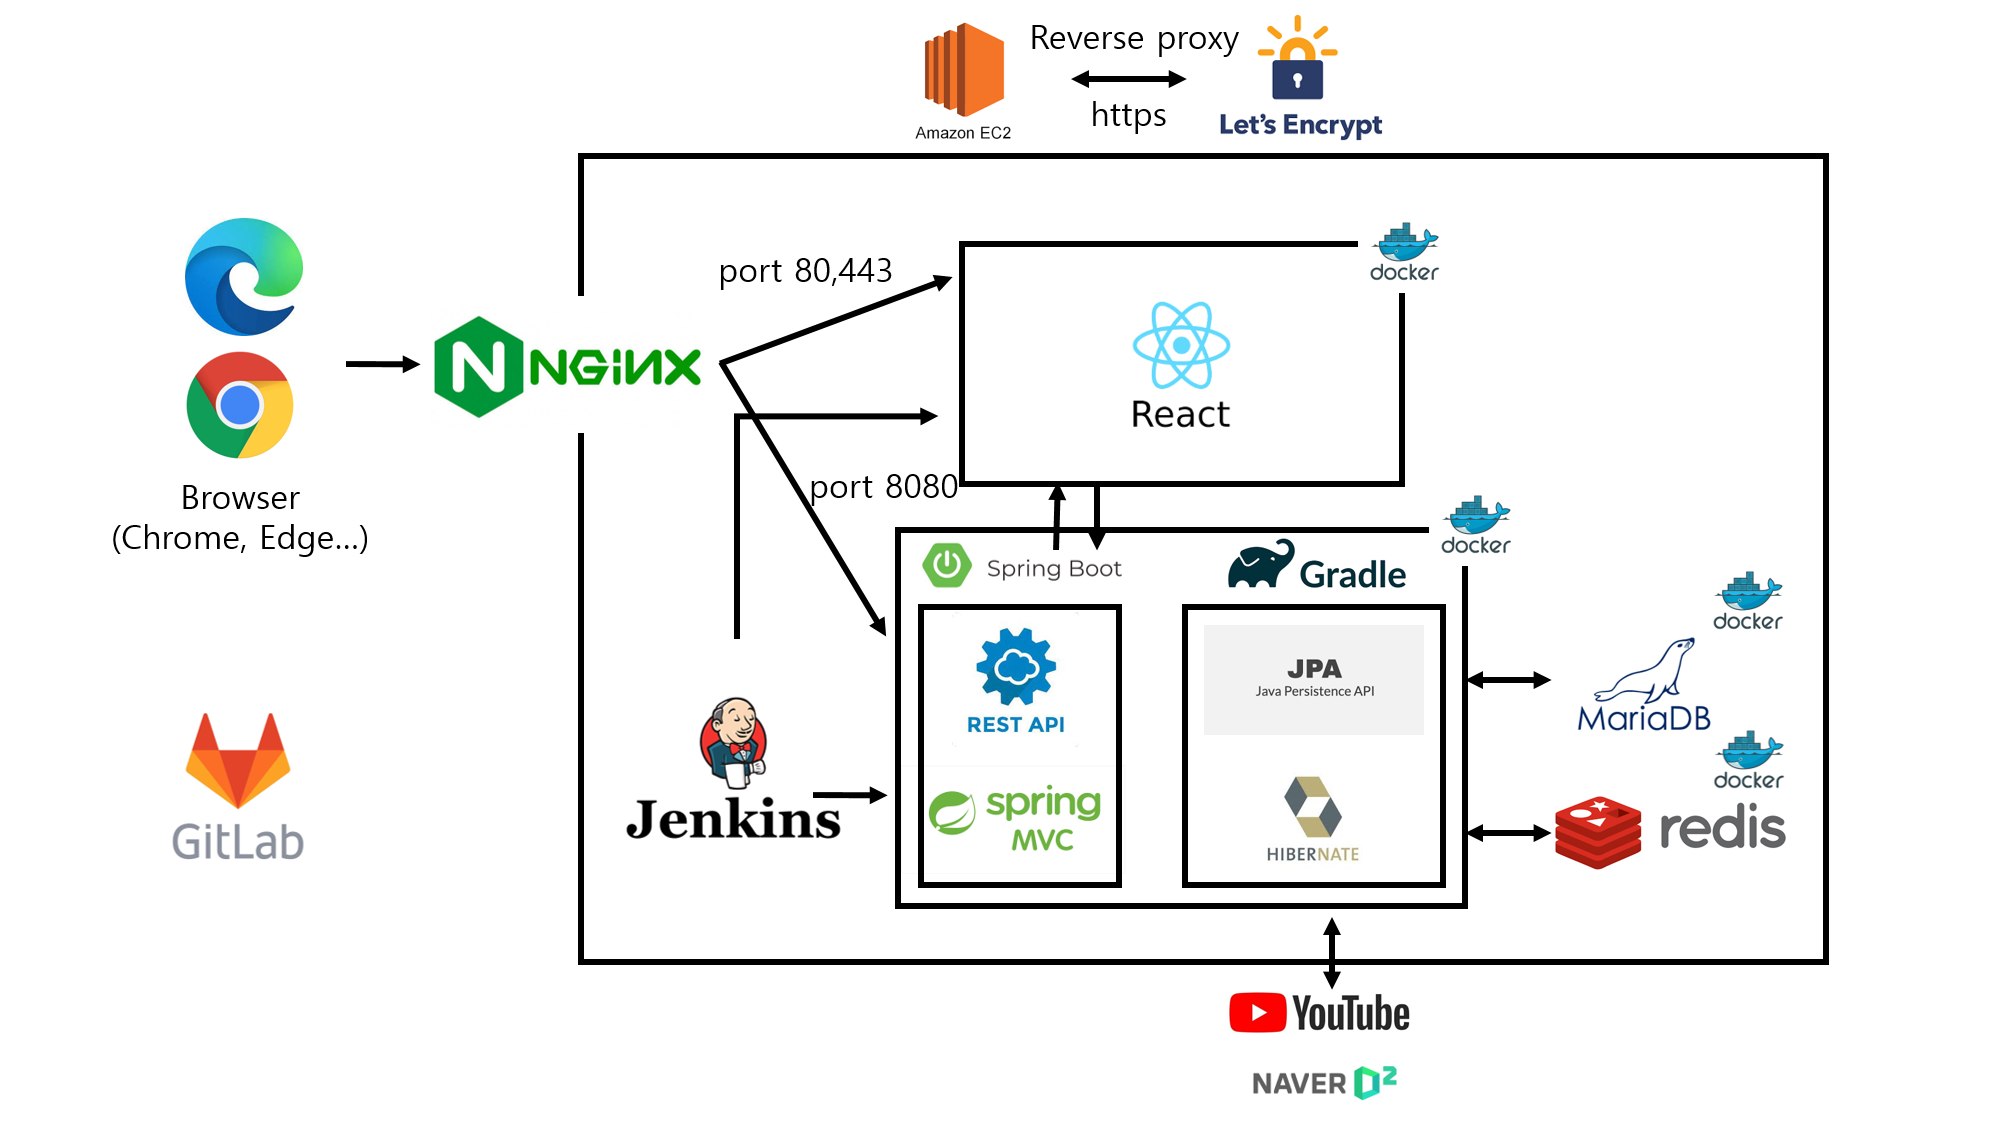 Reverse proxy
https
Amazon EC2
Let's Encrypt
port 80,443
docker
NGINX
React
Browser
(Chrome, Edge...)
port 8080
docker
Spring Boot
Gradle
docker
REST API
JPA
Java Persistence API
MariaDB
docker
GitLab
Jenkins
spring
MVC
HIBERNATE
redis
YouTube
NAVER D2